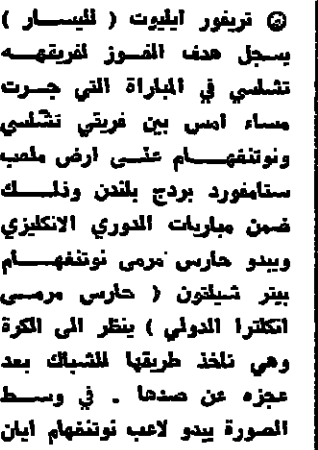 تريفور ايليوت ( لليسار )
يسجل هدف الفوز لفريقه
تشلسي في المباراة التي جرت
مساء امس بين فريقي تشلسي
ونوتنغهام على ارض ملعب
ستامفورد بردج بلندن وذلك
ضمن مباريات الدوري الانكليزي
ويبدو حارس مرمى نوتنغهام
بيتر شيلتون ( حارس مرمى
انكلترا الدولي ) ينظر الى الكرة
وهي تاخذ طريقها للشباك بعد
عجزه عن صدها . في وسط
الصورة يبدو لاعب نوتنغهام ايان